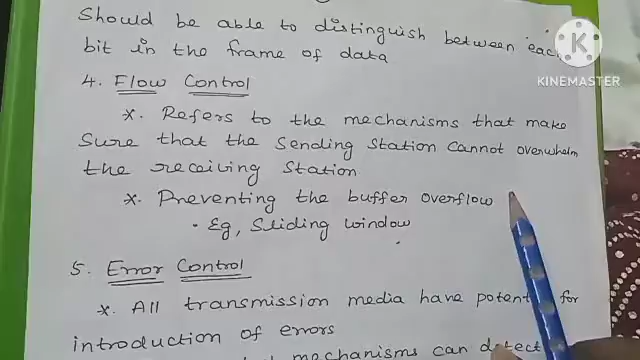 Should be able to distinguish between each
bit in the frame of data
4. Flow Control
* Refers to the mechanisms that make
Sure that the Sending Station cannot overwhelm
the receiving Station.
* Preventing the buffer overflow
• Eg, Sliding window
5. Error Control
* All transmission media have for
introduction of errors
mechanisms can detect
KINEMASTER